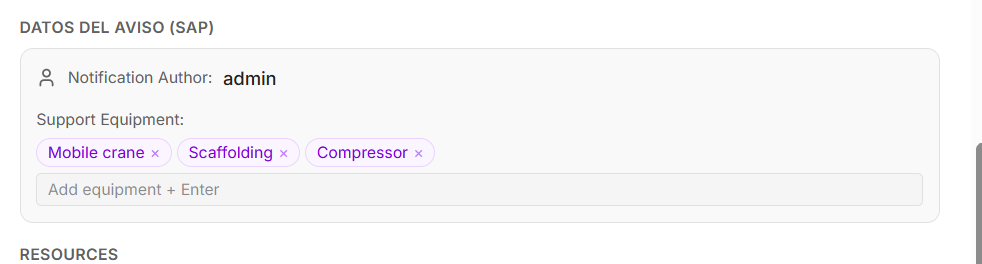 DATOS DEL AVISO (SAP)
Notification Author: admin
Support Equipment:
Mobile crane × Scaffolding × Compressor ×
Add equipment + Enter
RESOURCES